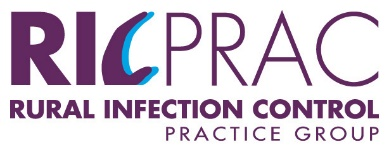 RICPRAC
RURAL INFECTION CONTROL
PRACTICE GROUP